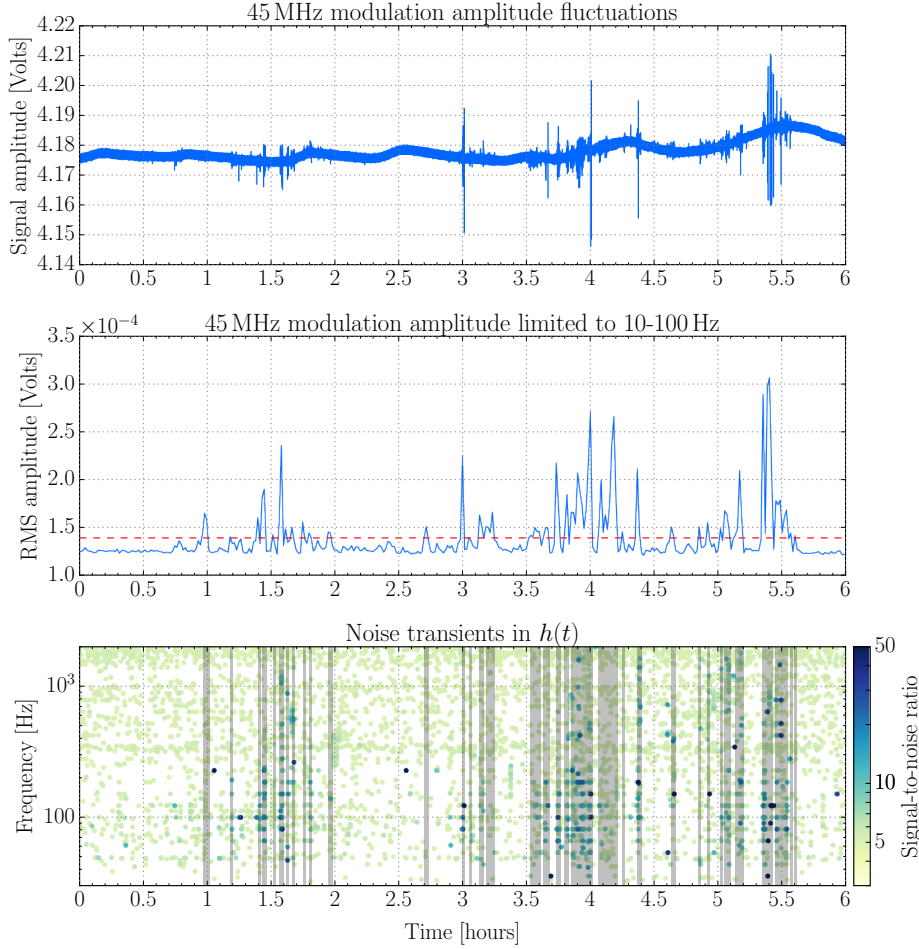 45 MHz modulation amplitude fluctuations
4.22
4.21
4.20
4.19
4.18
4.17
4.16
4.15
4.14
Signal amplitude [Volts]
0 0.5 1 1.5 2 2.5 3 3.5 4 4.5 5 5.5 6
×10⁻⁴
45 MHz modulation amplitude limited to 10-100 Hz
3.5
3.0
2.5
2.0
1.5
1.0
RMS amplitude [Volts]
0 0.5 1 1.5 2 2.5 3 3.5 4 4.5 5 5.5 6
Noise transients in h(t)
10³
100
Frequency [Hz]
0 0.5 1 1.5 2 2.5 3 3.5 4 4.5 5 5.5 6
Time [hours]
50
10
5
Signal-to-noise ratio